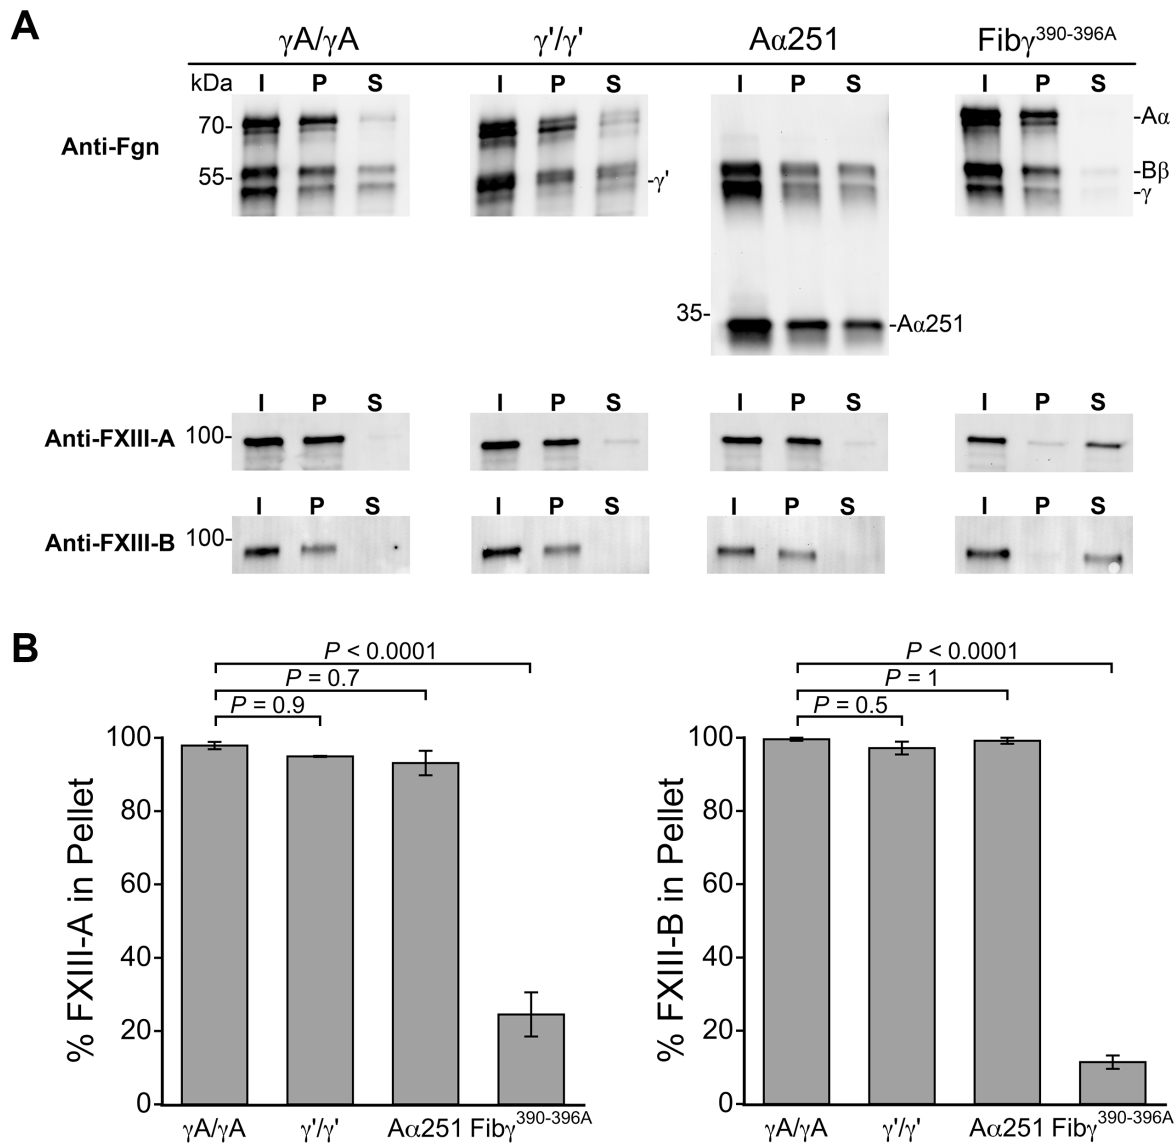 A
γA/γA γ'/γ' Aα251 Fibγ390-396A
kDa I P S I P S I P S I P S
Anti-Fgn 70- 55- -γ' -Aα -Bβ -γ
35- -Aα251
I P S I P S I P S I P S
Anti-FXIII-A 100-
I P S I P S I P S I P S
Anti-FXIII-B 100-
B
P < 0.0001
P = 0.7
P = 0.9
% FXIII-A in Pellet
100
80
60
40
20
0
γA/γA γ'/γ' Aα251 Fibγ390-396A
P < 0.0001
P = 1
P = 0.5
% FXIII-B in Pellet
100
80
60
40
20
0
γA/γA γ'/γ' Aα251 Fibγ390-396A